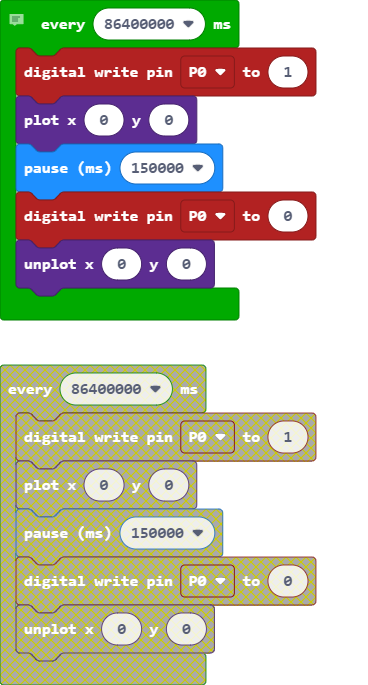 every 86400000 ms
digital write pin P0 to 1
plot x 0 y 0
pause (ms) 150000
digital write pin P0 to 0
unplot x 0 y 0
every 86400000 ms
digital write pin P0 to 1
plot x 0 y 0
pause (ms) 150000
digital write pin P0 to 0
unplot x 0 y 0